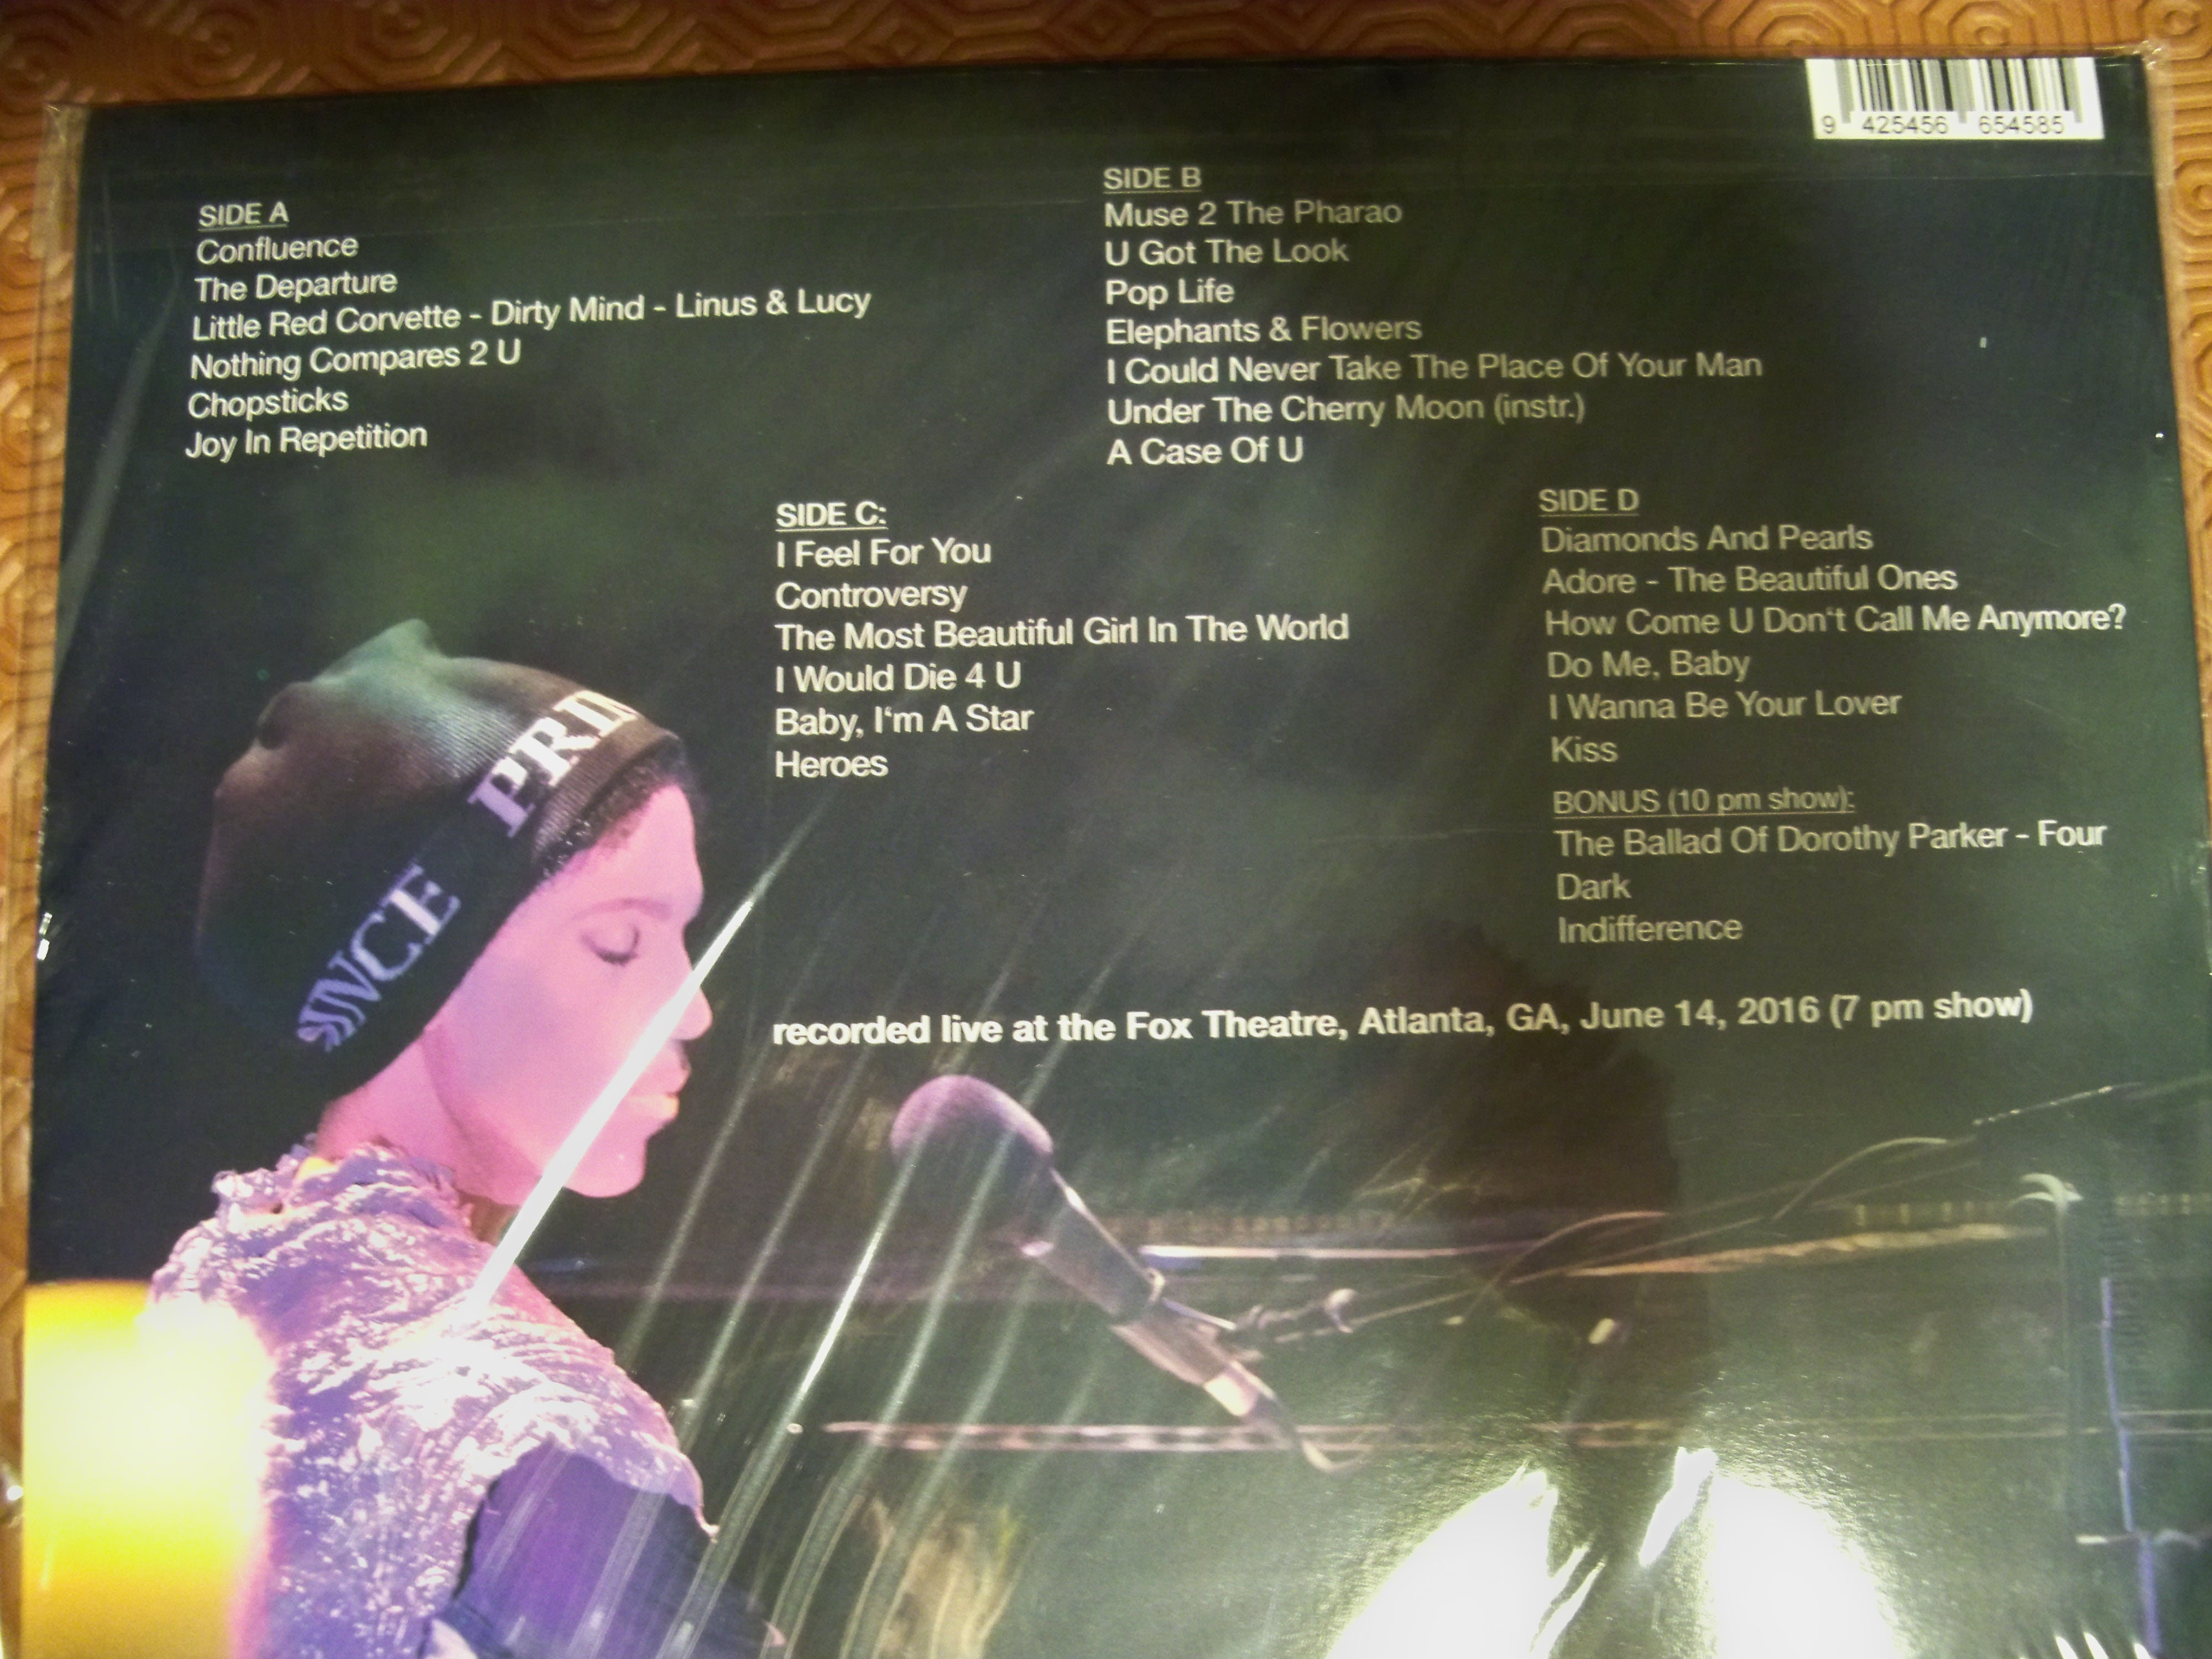 9 425456 654585
SIDE A
Confluence
The Departure
Little Red Corvette - Dirty Mind - Linus & Lucy
Nothing Compares 2 U
Chopsticks
Joy In Repetition
SIDE B
Muse 2 The Pharao
U Got The Look
Pop Life
Elephants & Flowers
I Could Never Take The Place Of Your Man
Under The Cherry Moon (instr.)
A Case Of U
SIDE C:
I Feel For You
Controversy
The Most Beautiful Girl In The World
I Would Die 4 U
Baby, I‘m A Star
Heroes
SIDE D
Diamonds And Pearls
Adore - The Beautiful Ones
How Come U Don‘t Call Me Anymore?
Do Me, Baby
I Wanna Be Your Lover
Kiss
BONUS (10 pm show):
The Ballad Of Dorothy Parker - Four
Dark
Indifference
recorded live at the Fox Theatre, Atlanta, GA, June 14, 2016 (7 pm show)
PRIN
INCE